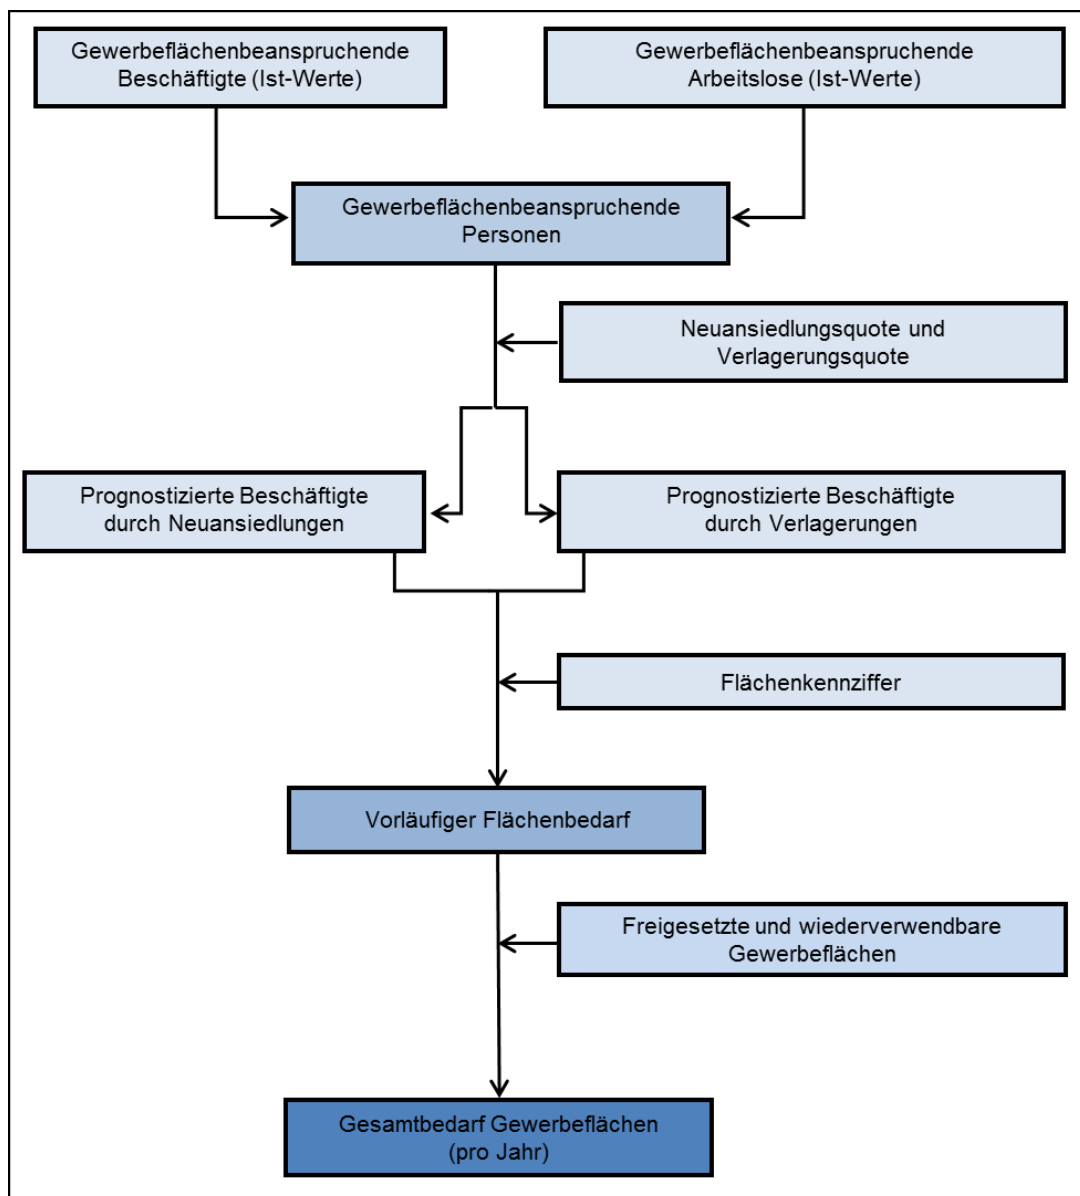 Gewerbeflächenbeanspruchende
Beschäftigte (Ist-Werte)
Gewerbeflächenbeanspruchende
Arbeitslose (Ist-Werte)
Gewerbeflächenbeanspruchende
Personen
Neuansiedlungsquote und
Verlagerungsquote
Prognostizierte Beschäftigte
durch Neuansiedlungen
Prognostizierte Beschäftigte
durch Verlagerungen
Flächenkennziffer
Vorläufiger Flächenbedarf
Freigesetzte und wiederverwendbare
Gewerbeflächen
Gesamtbedarf Gewerbeflächen
(pro Jahr)